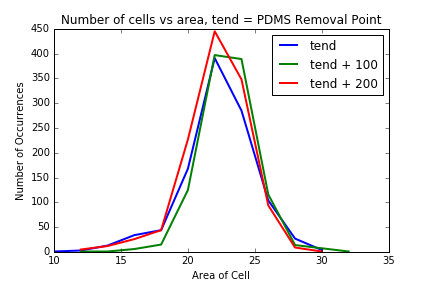 Number of cells vs area, tend = PDMS Removal Point
450
400
350
300
250
200
150
100
50
0
Number of Occurrences
tend
tend + 100
tend + 200
10 15 20 25 30 35
Area of Cell